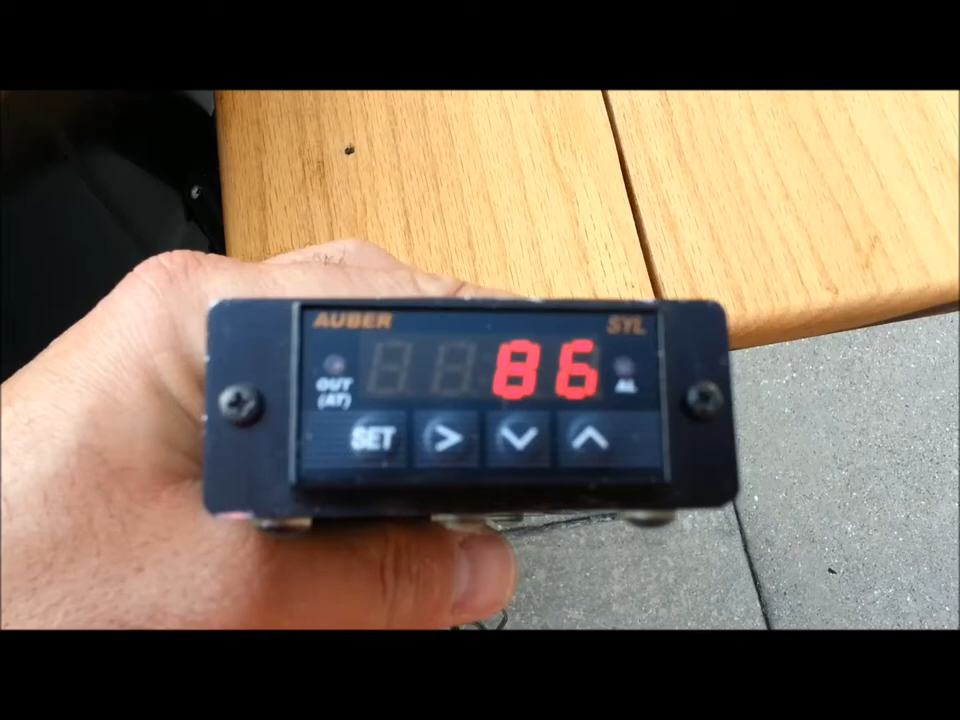 AUBER SYL
86
OUT AL
(AT)
SET > ∨ ∧